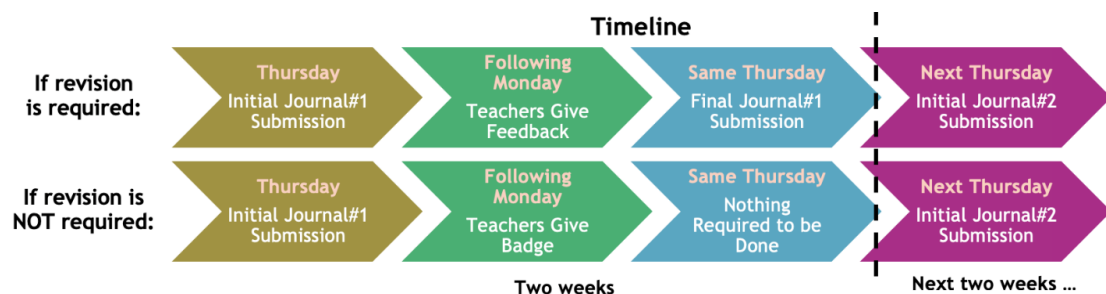 Timeline
If revision
is required:
Thursday
Initial Journal#1
Submission
Following
Monday
Teachers Give
Feedback
Same Thursday
Final Journal#1
Submission
Next Thursday
Initial Journal#2
Submission
If revision is
NOT required:
Thursday
Initial Journal#1
Submission
Following
Monday
Teachers Give
Badge
Same Thursday
Nothing
Required to be
Done
Next Thursday
Initial Journal#2
Submission
Two weeks
Next two weeks …